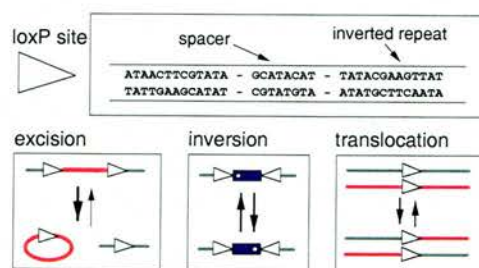 loxP site
spacer
inverted repeat
ATAACTTCGTATA - GCATACAT - TATACGAAGTTAT
TATTGAAGCATAT - CGTATGTA - ATATGCTTCAATA
excision
inversion
translocation